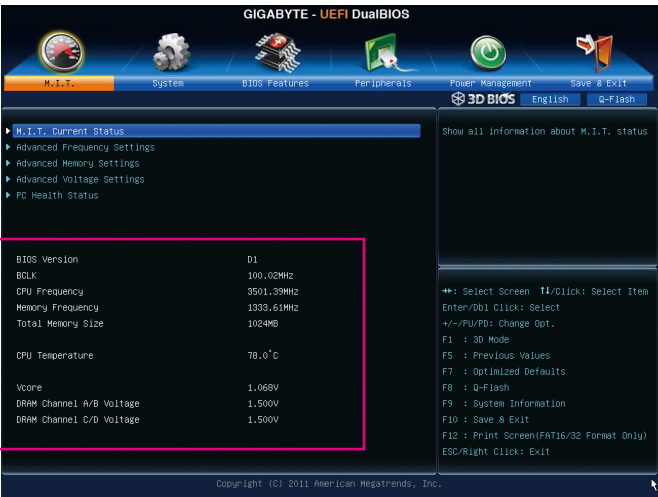 GIGABYTE - UEFI DualBIOS
M.I.T. System BIOS Features Peripherals Power Management Save & Exit
3D BIOS English Q-Flash
M.I.T. Current Status
Advanced Frequency Settings
Advanced Memory Settings
Advanced Voltage Settings
PC Health Status
Show all information about M.I.T. status
BIOS Version D1
BCLK 100.02MHz
CPU Frequency 3501.39MHz
Memory Frequency 1333.61MHz
Total Memory Size 1024MB
CPU Temperature 78.0°C
Vcore 1.068V
DRAM Channel A/B Voltage 1.500V
DRAM Channel C/D Voltage 1.500V
→←: Select Screen ↑↓/Click: Select Item
Enter/Dbl Click: Select
+/-/PU/PD: Change Opt.
F1 : 3D Mode
F5 : Previous Values
F7 : Optimized Defaults
F8 : Q-Flash
F9 : System Information
F10 : Save & Exit
F12 : Print Screen(FAT16/32 Format Only)
ESC/Right Click: Exit
Copyright (C) 2011 American Megatrends, Inc.